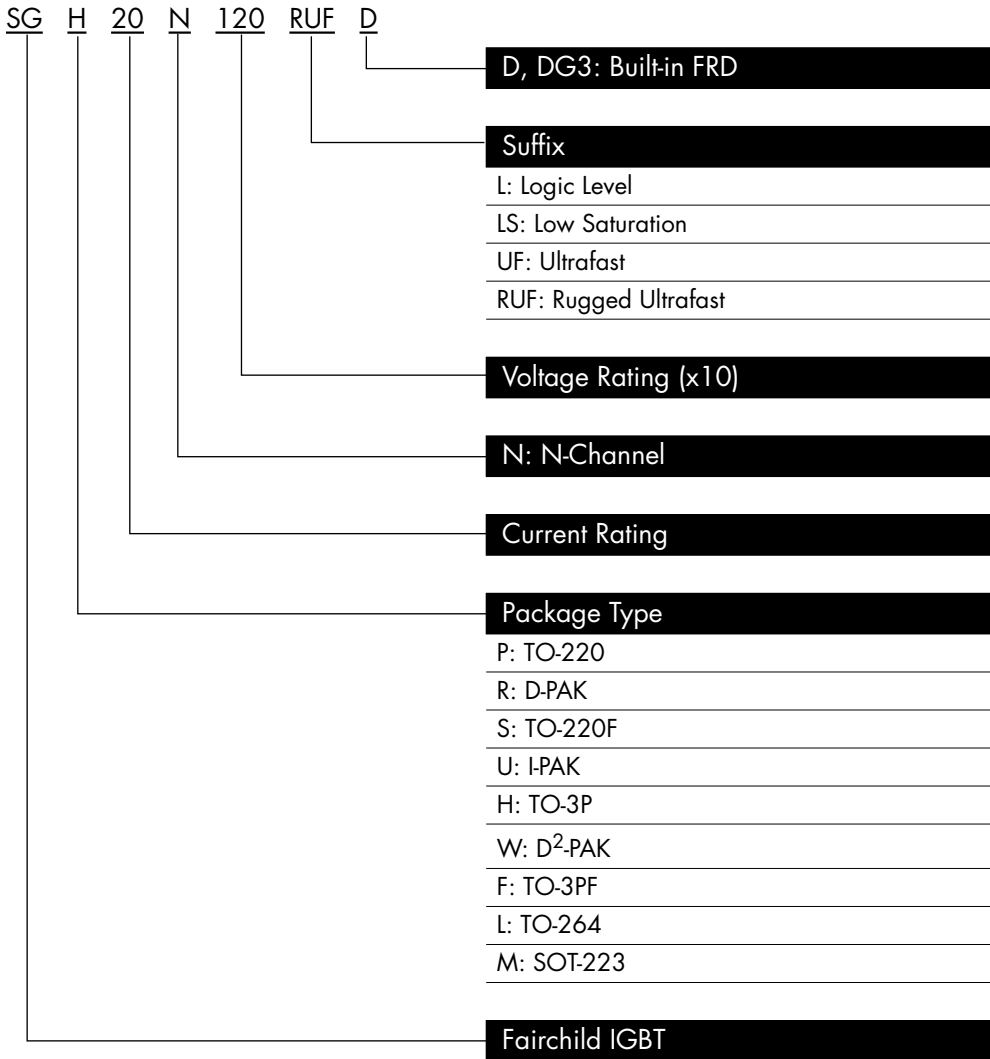 SG H 20 N 120 RUF D
D, DG3: Built-in FRD
Suffix
L: Logic Level
LS: Low Saturation
UF: Ultrafast
RUF: Rugged Ultrafast
Voltage Rating (x10)
N: N-Channel
Current Rating
Package Type
P: TO-220
R: D-PAK
S: TO-220F
U: I-PAK
H: TO-3P
W: D²-PAK
F: TO-3PF
L: TO-264
M: SOT-223
Fairchild IGBT